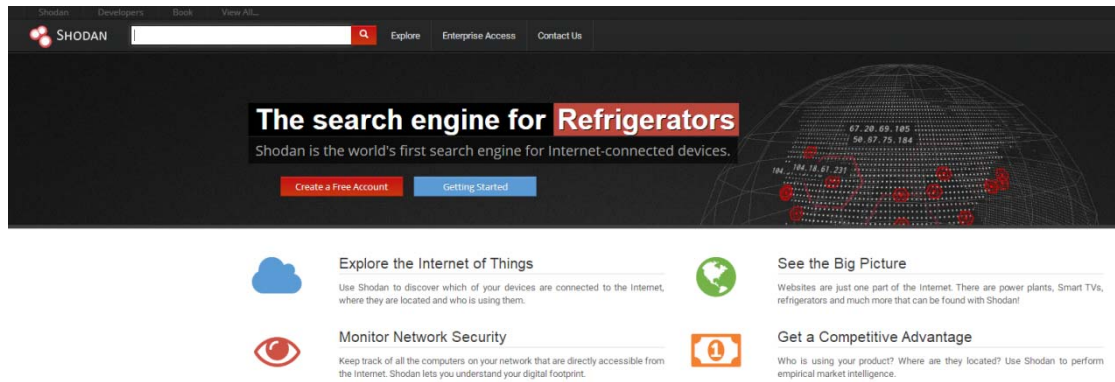 Shodan Developers Book View All...
SHODAN Explore Enterprise Access Contact Us
The search engine for Refrigerators
Shodan is the world's first search engine for Internet-connected devices.
Create a Free Account Getting Started
67.20.69.105
50.67.75.184
104.18.61.231
104.
Explore the Internet of Things
Use Shodan to discover which of your devices are connected to the Internet,
where they are located and who is using them.
See the Big Picture
Websites are just one part of the Internet. There are power plants, Smart TVs,
refrigerators and much more that can be found with Shodan!
Monitor Network Security
Keep track of all the computers on your network that are directly accessible from
the Internet. Shodan lets you understand your digital footprint.
1
Get a Competitive Advantage
Who is using your product? Where are they located? Use Shodan to perform
empirical market intelligence.